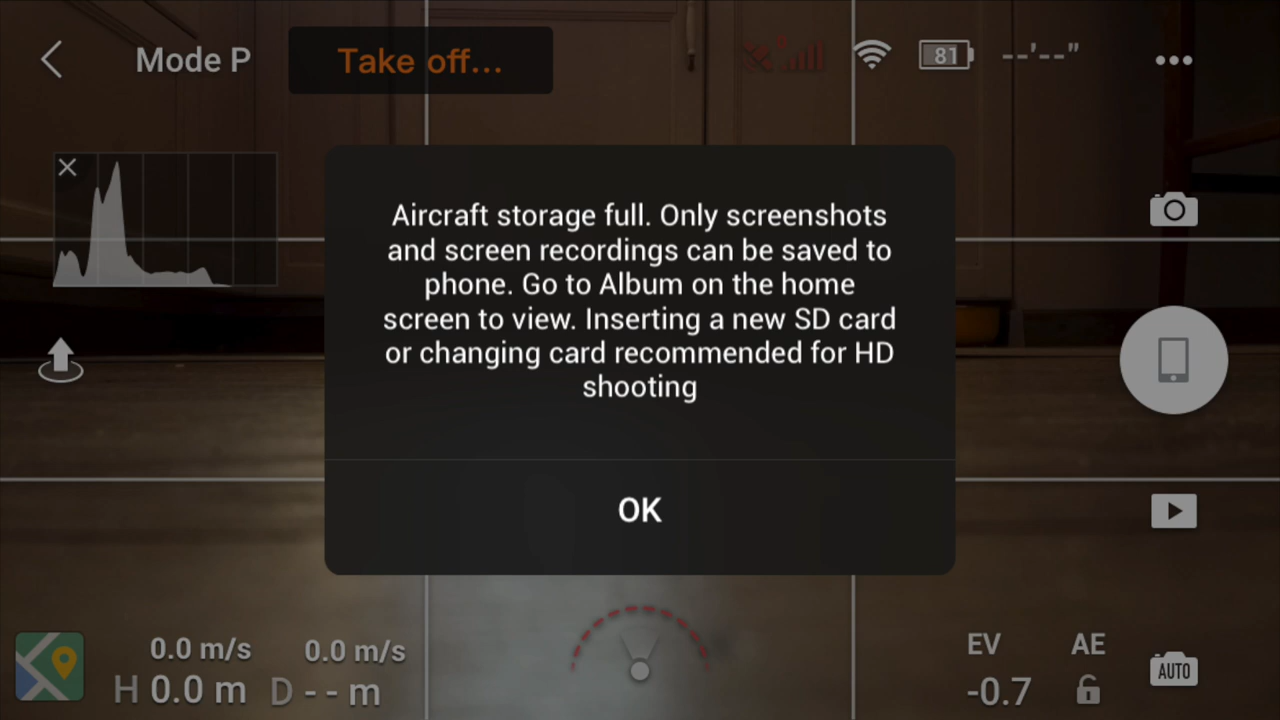 Mode P
Take off...
81
--'--"
Aircraft storage full. Only screenshots
and screen recordings can be saved to
phone. Go to Album on the home
screen to view. Inserting a new SD card
or changing card recommended for HD
shooting
OK
0.0 m/s 0.0 m/s
H 0.0 m D -- m
EV AE
-0.7
AUTO